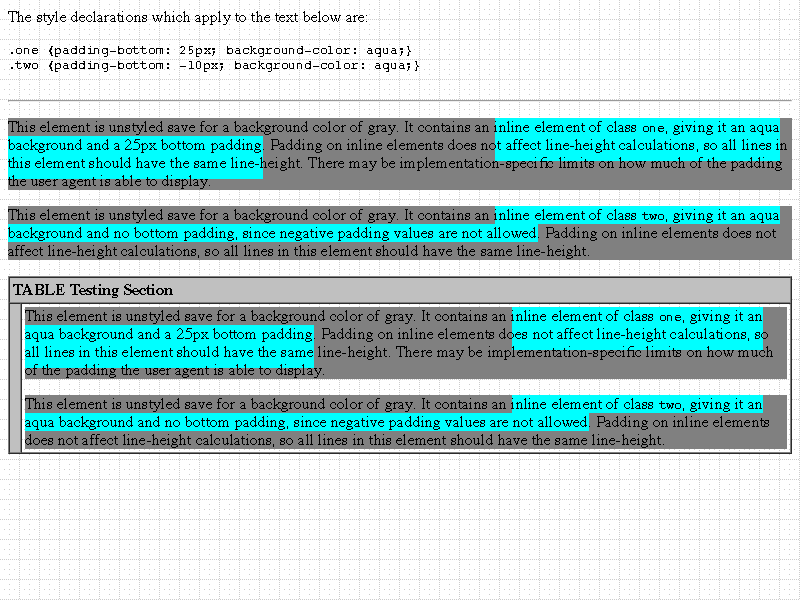 The style declarations which apply to the text below are:
.one {padding-bottom: 25px; background-color: aqua;}
.two {padding-bottom: -10px; background-color: aqua;}
This element is unstyled save for a background color of gray. It contains an inline element of class one, giving it an aqua
background and a 25px bottom padding. Padding on inline elements does not affect line-height calculations, so all lines in
this element should have the same line-height. There may be implementation-specific limits on how much of the padding
the user agent is able to display.
This element is unstyled save for a background color of gray. It contains an inline element of class two, giving it an aqua
background and no bottom padding, since negative padding values are not allowed. Padding on inline elements does not
affect line-height calculations, so all lines in this element should have the same line-height.
TABLE Testing Section
This element is unstyled save for a background color of gray. It contains an inline element of class one, giving it an
aqua background and a 25px bottom padding. Padding on inline elements does not affect line-height calculations, so
all lines in this element should have the same line-height. There may be implementation-specific limits on how much
of the padding the user agent is able to display.
This element is unstyled save for a background color of gray. It contains an inline element of class two, giving it an
aqua background and no bottom padding, since negative padding values are not allowed. Padding on inline elements
does not affect line-height calculations, so all lines in this element should have the same line-height.